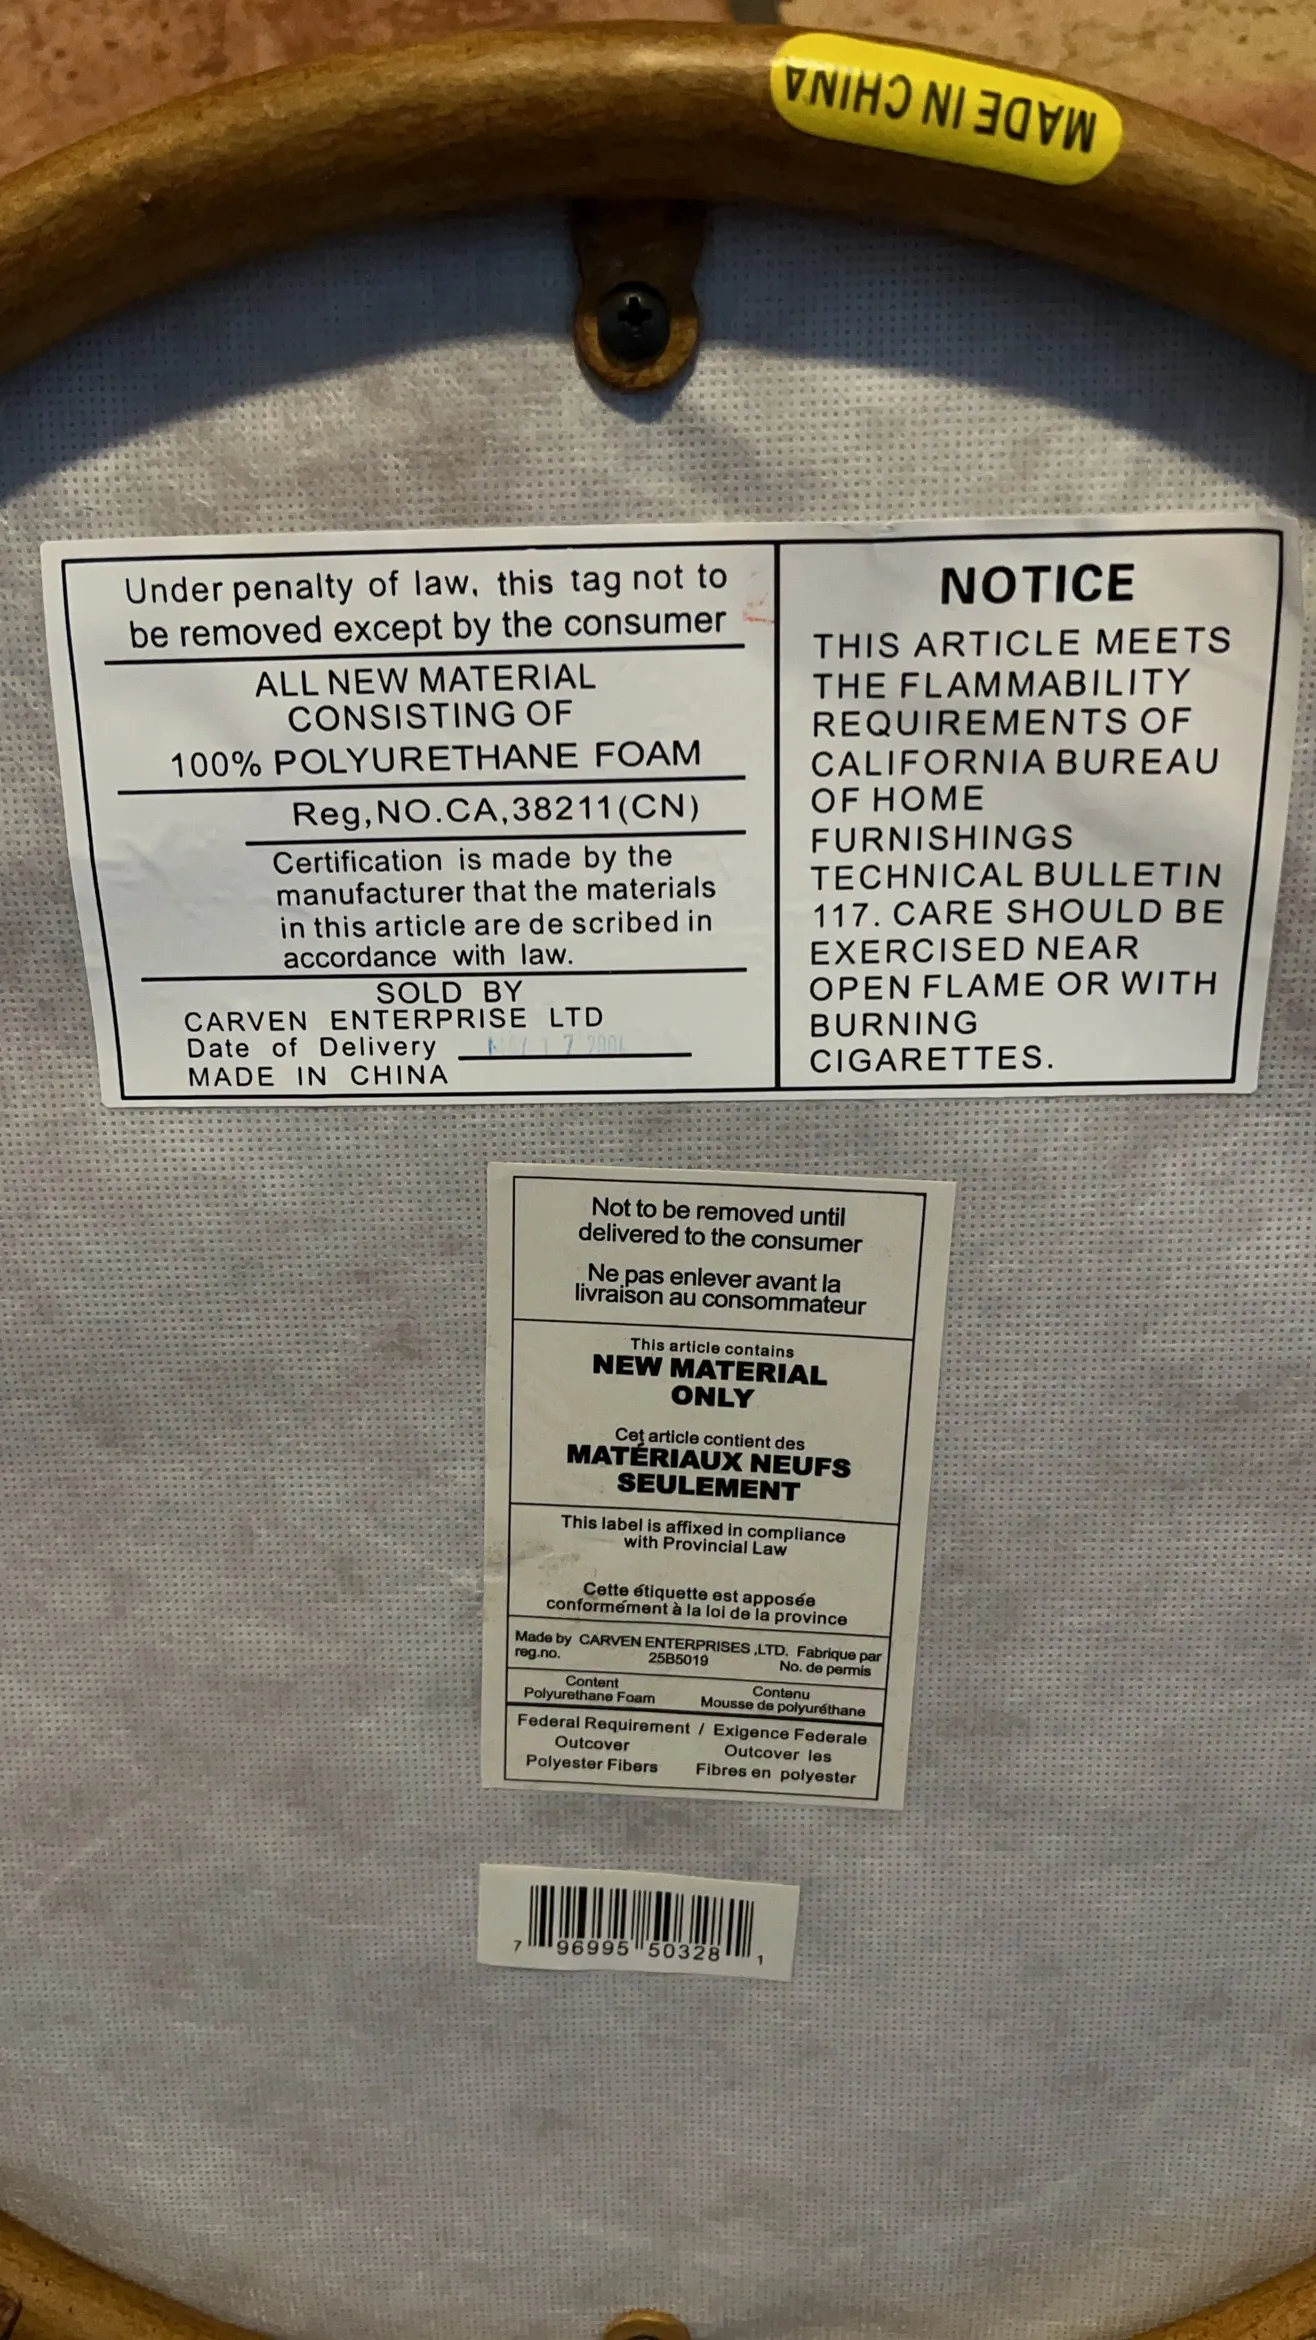 MADE IN CHINA
Under penalty of law, this tag not to
be removed except by the consumer
ALL NEW MATERIAL
CONSISTING OF
100% POLYURETHANE FOAM
Reg,NO.CA,38211(CN)
Certification is made by the
manufacturer that the materials
in this article are de scribed in
accordance with law.
SOLD BY
CARVEN ENTERPRISE LTD
Date of Delivery
MADE IN CHINA
NOTICE
THIS ARTICLE MEETS
THE FLAMMABILITY
REQUIREMENTS OF
CALIFORNIA BUREAU
OF HOME
FURNISHINGS
TECHNICAL BULLETIN
117. CARE SHOULD BE
EXERCISED NEAR
OPEN FLAME OR WITH
BURNING
CIGARETTES.
Not to be removed until
delivered to the consumer
Ne pas enlever avant la
livraison au consommateur
This article contains
NEW MATERIAL
ONLY
Cet article contient des
MATÉRIAUX NEUFS
SEULEMENT
This label is affixed in compliance
with Provincial Law
Cette étiquette est apposée
conformément à la loi de la province
Made by CARVEN ENTERPRISES ,LTD. Fabrique par
reg.no. 25B5019 No. de permis
Content Contenu
Polyurethane Foam Mousse de polyuréthane
Federal Requirement / Exigence Federale
Outcover Outcover les
Polyester Fibers Fibres en polyester
7 96995 50328 1